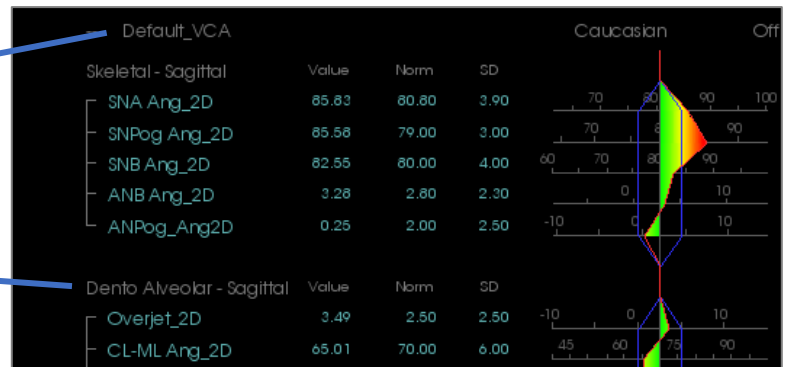 Default_VCA Caucasian Off
Skeletal - Sagittal Value Norm SD
SNA Ang_2D 85.83 80.80 3.90 70 80 90 100
SNPog Ang_2D 85.58 79.00 3.00 70 8 90
SNB Ang_2D 82.55 80.00 4.00 60 70 80 90
ANB Ang_2D 3.28 2.80 2.30 0 10
ANPog_Ang2D 0.25 2.00 2.50 -10 0 10
Dento Alveolar - Sagittal Value Norm SD
Overjet_2D 3.49 2.50 2.50 -10 0 10
CL-ML Ang_2D 65.01 70.00 6.00 45 60 75 90